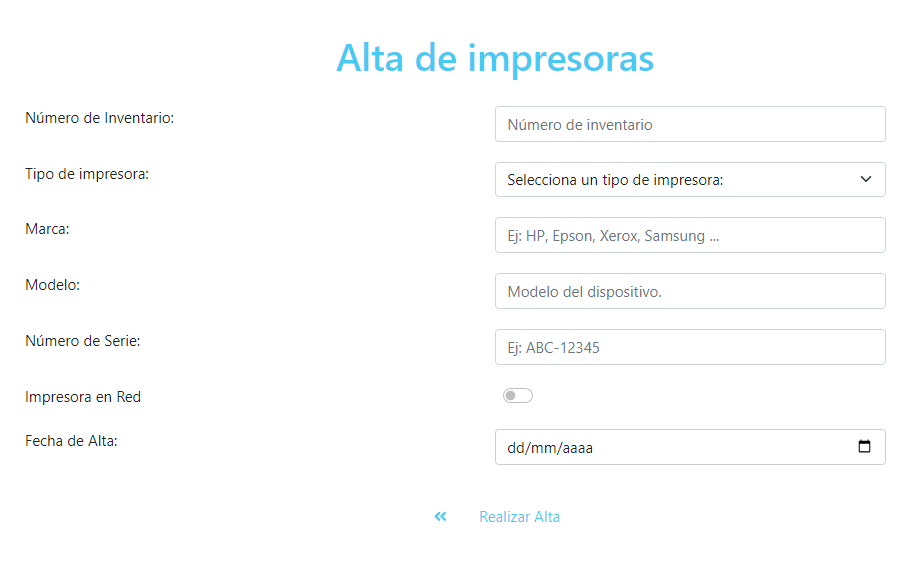 Alta de impresoras
Número de Inventario:
Número de inventario
Tipo de impresora:
Selecciona un tipo de impresora:
Marca:
Ej: HP, Epson, Xerox, Samsung ...
Modelo:
Modelo del dispositivo.
Número de Serie:
Ej: ABC-12345
Impresora en Red
Fecha de Alta:
dd/mm/aaaa
Realizar Alta